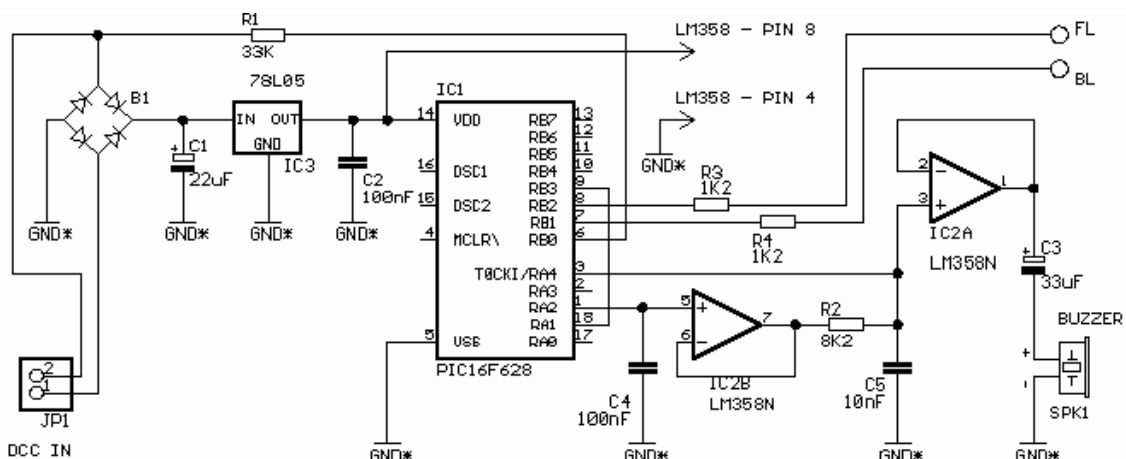 R1
33K
LM358 - PIN 8
FL
BL
B1
78L05
IN OUT
GND
IC3
IC1
LM358 - PIN 4
GND*
C1
22uF
C2
100nF
14 VDD
16 OSC1
15 OSC2
4 MCLR\
5 VSS
RB7 13
RB6 12
RB5 11
RB4 10
RB3 9
RB2 8
RB1 7
RB0 6
T0CKI/RA4 3
RA3 2
RA2 1
RA1 18
RA0 17
PIC16F628
R3
1K2
R4
1K2
2
3
1
IC2A
LM358N
C3
33uF
GND* GND* GND* GND*
5
6
7
IC2B
LM358N
R2
8K2
BUZZER
+
-
SPK1
C4
100nF
C5
10nF
2
1
JP1
DCC IN
GND* GND* GND* GND*